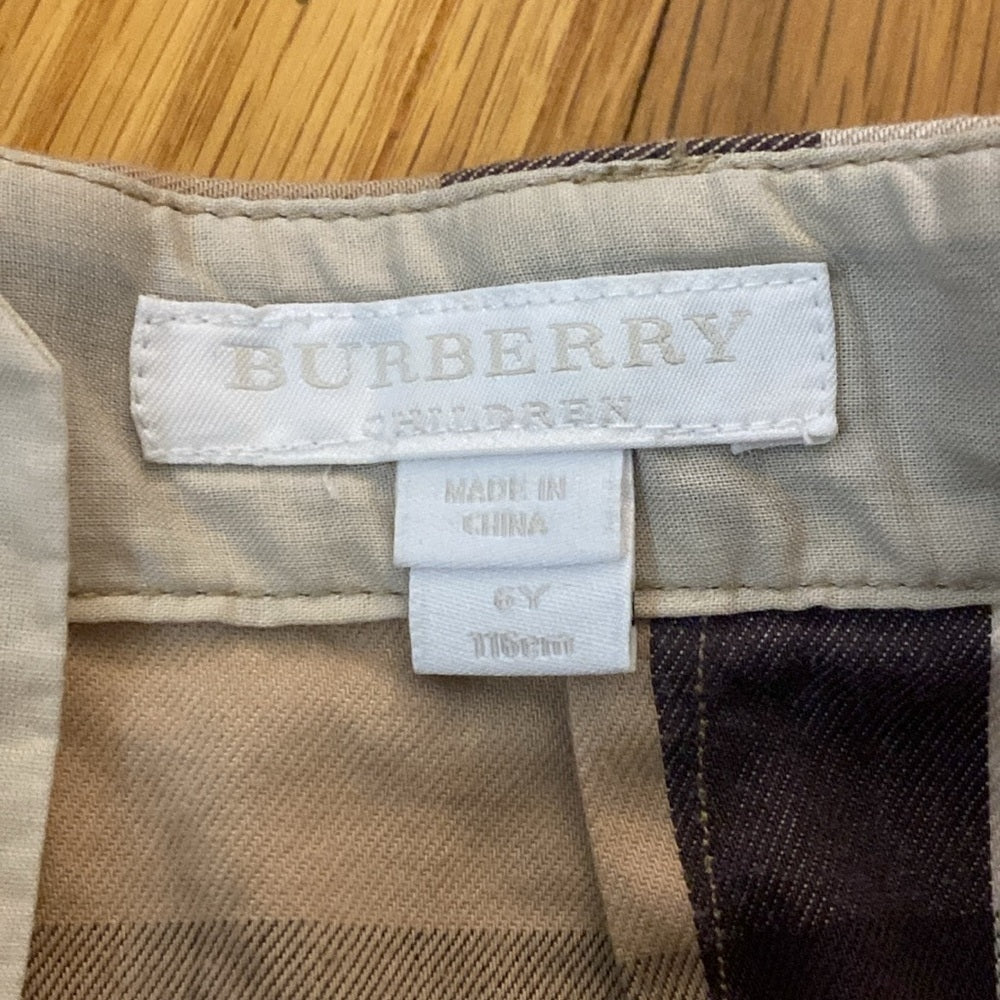 BURBERRY
CHILDREN
MADE IN
CHINA
6Y
116cm